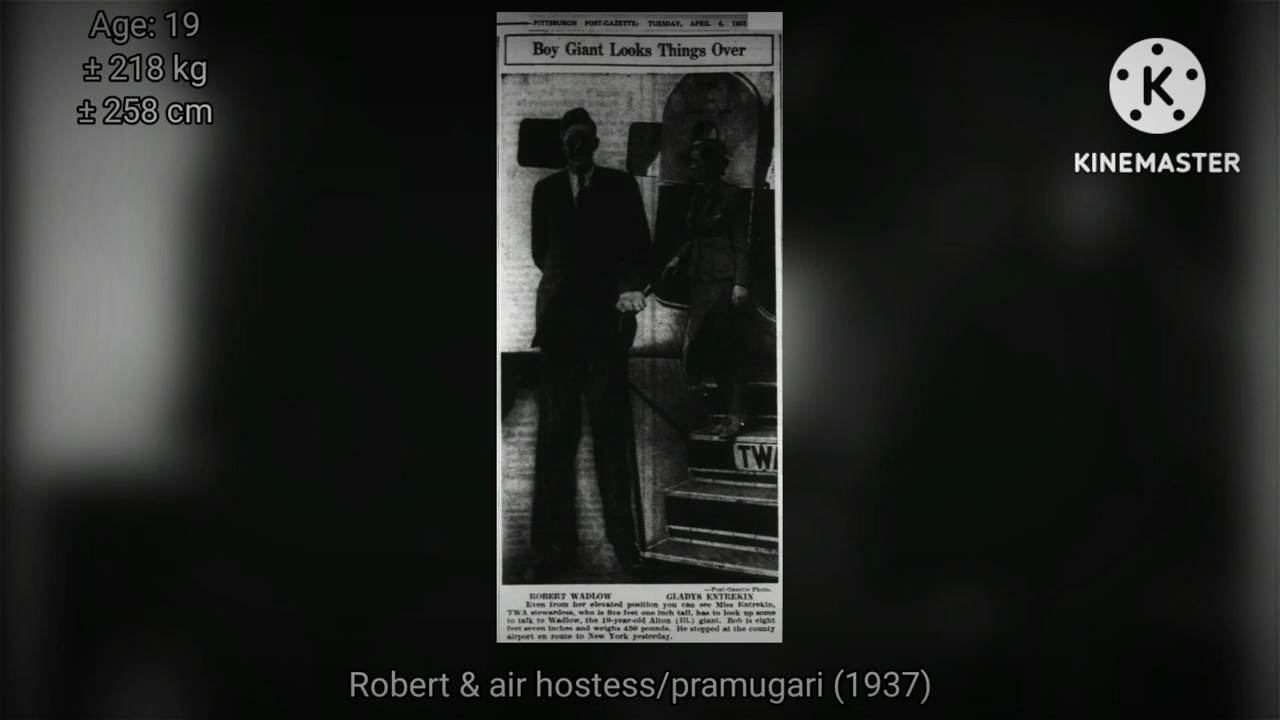 Age: 19
± 218 kg
± 258 cm
PITTSBURGH POST-GAZETTE: TUESDAY, APRIL 6, 1937
Boy Giant Looks Things Over
K
KINEMASTER
TW
—Post-Gazette Photo.
ROBERT WADLOW GLADYS ENTREKIN
Even from her elevated position you can see Miss Entrekin,
TWA stewardess, who is five feet one inch tall, has to look up some
to talk to Wadlow, the 19-year-old Alton (Ill.) giant. Bob is eight
feet seven inches and weighs 450 pounds. He stopped at the county
airport en route to New York yesterday.
Robert & air hostess/pramugari (1937)